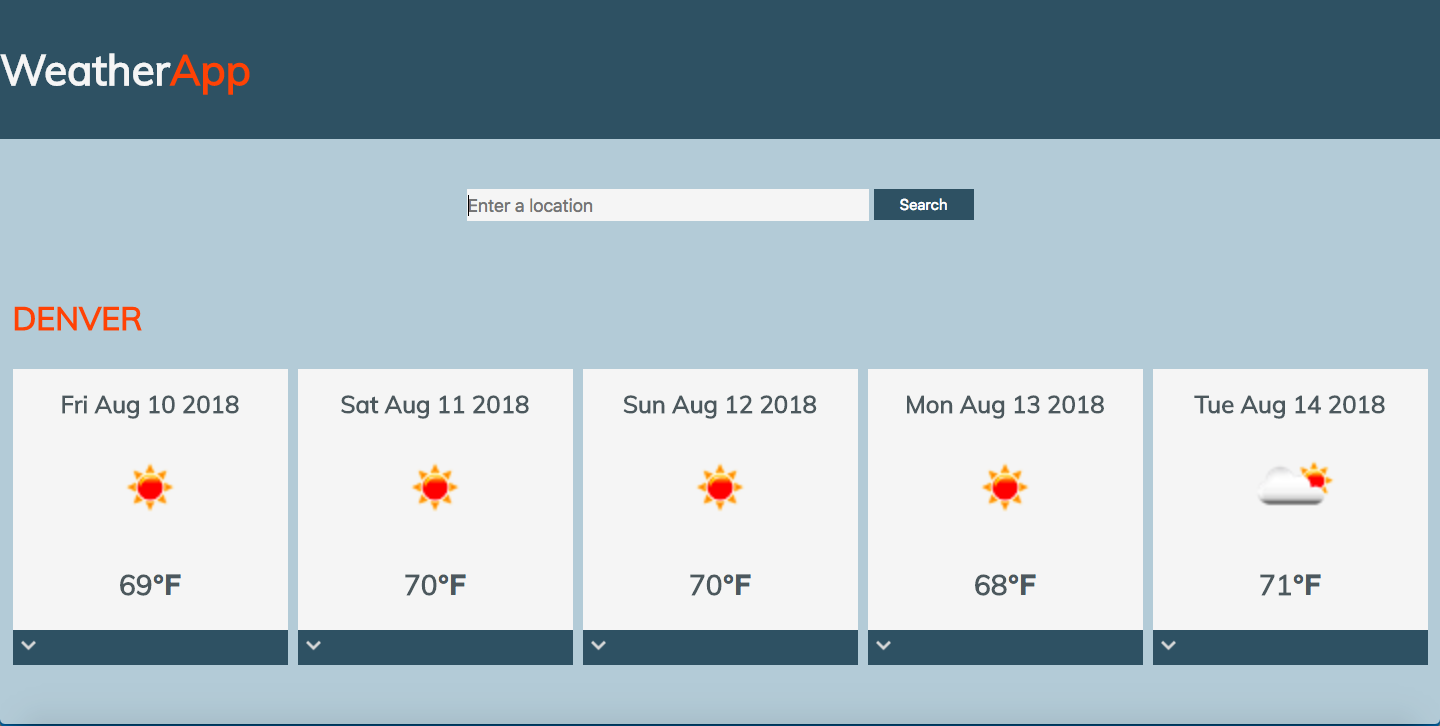 WeatherApp
Enter a location
Search
DENVER
Fri Aug 10 2018
Sat Aug 11 2018
Sun Aug 12 2018
Mon Aug 13 2018
Tue Aug 14 2018
69°F
70°F
70°F
68°F
71°F